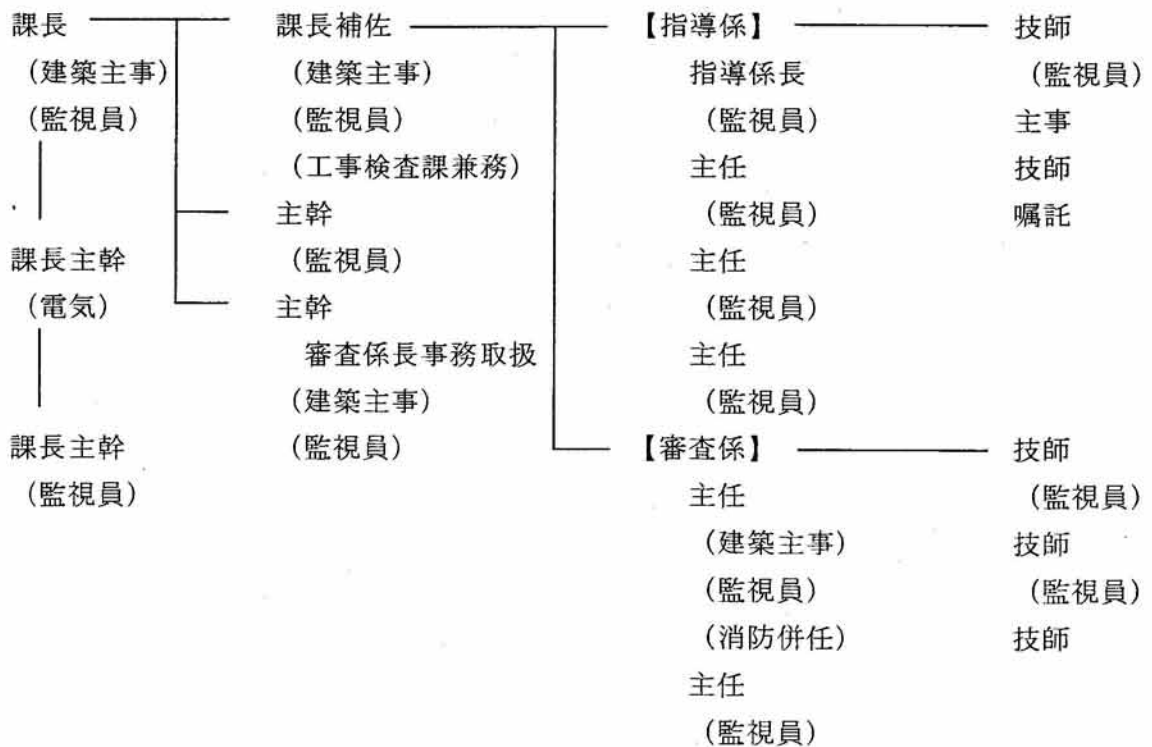 課長
(建築主事)
(監視員)
課長主幹
(電気)
課長主幹
(監視員)
課長補佐
(建築主事)
(監視員)
(工事検査課兼務)
主幹
(監視員)
主幹
審査係長事務取扱
(建築主事)
(監視員)
【指導係】
指導係長
(監視員)
主任
(監視員)
主任
(監視員)
主任
(監視員)
技師
(監視員)
主事
技師
嘱託
【審査係】
主任
(建築主事)
(監視員)
(消防併任)
主任
(監視員)
技師
(監視員)
技師
(監視員)
技師